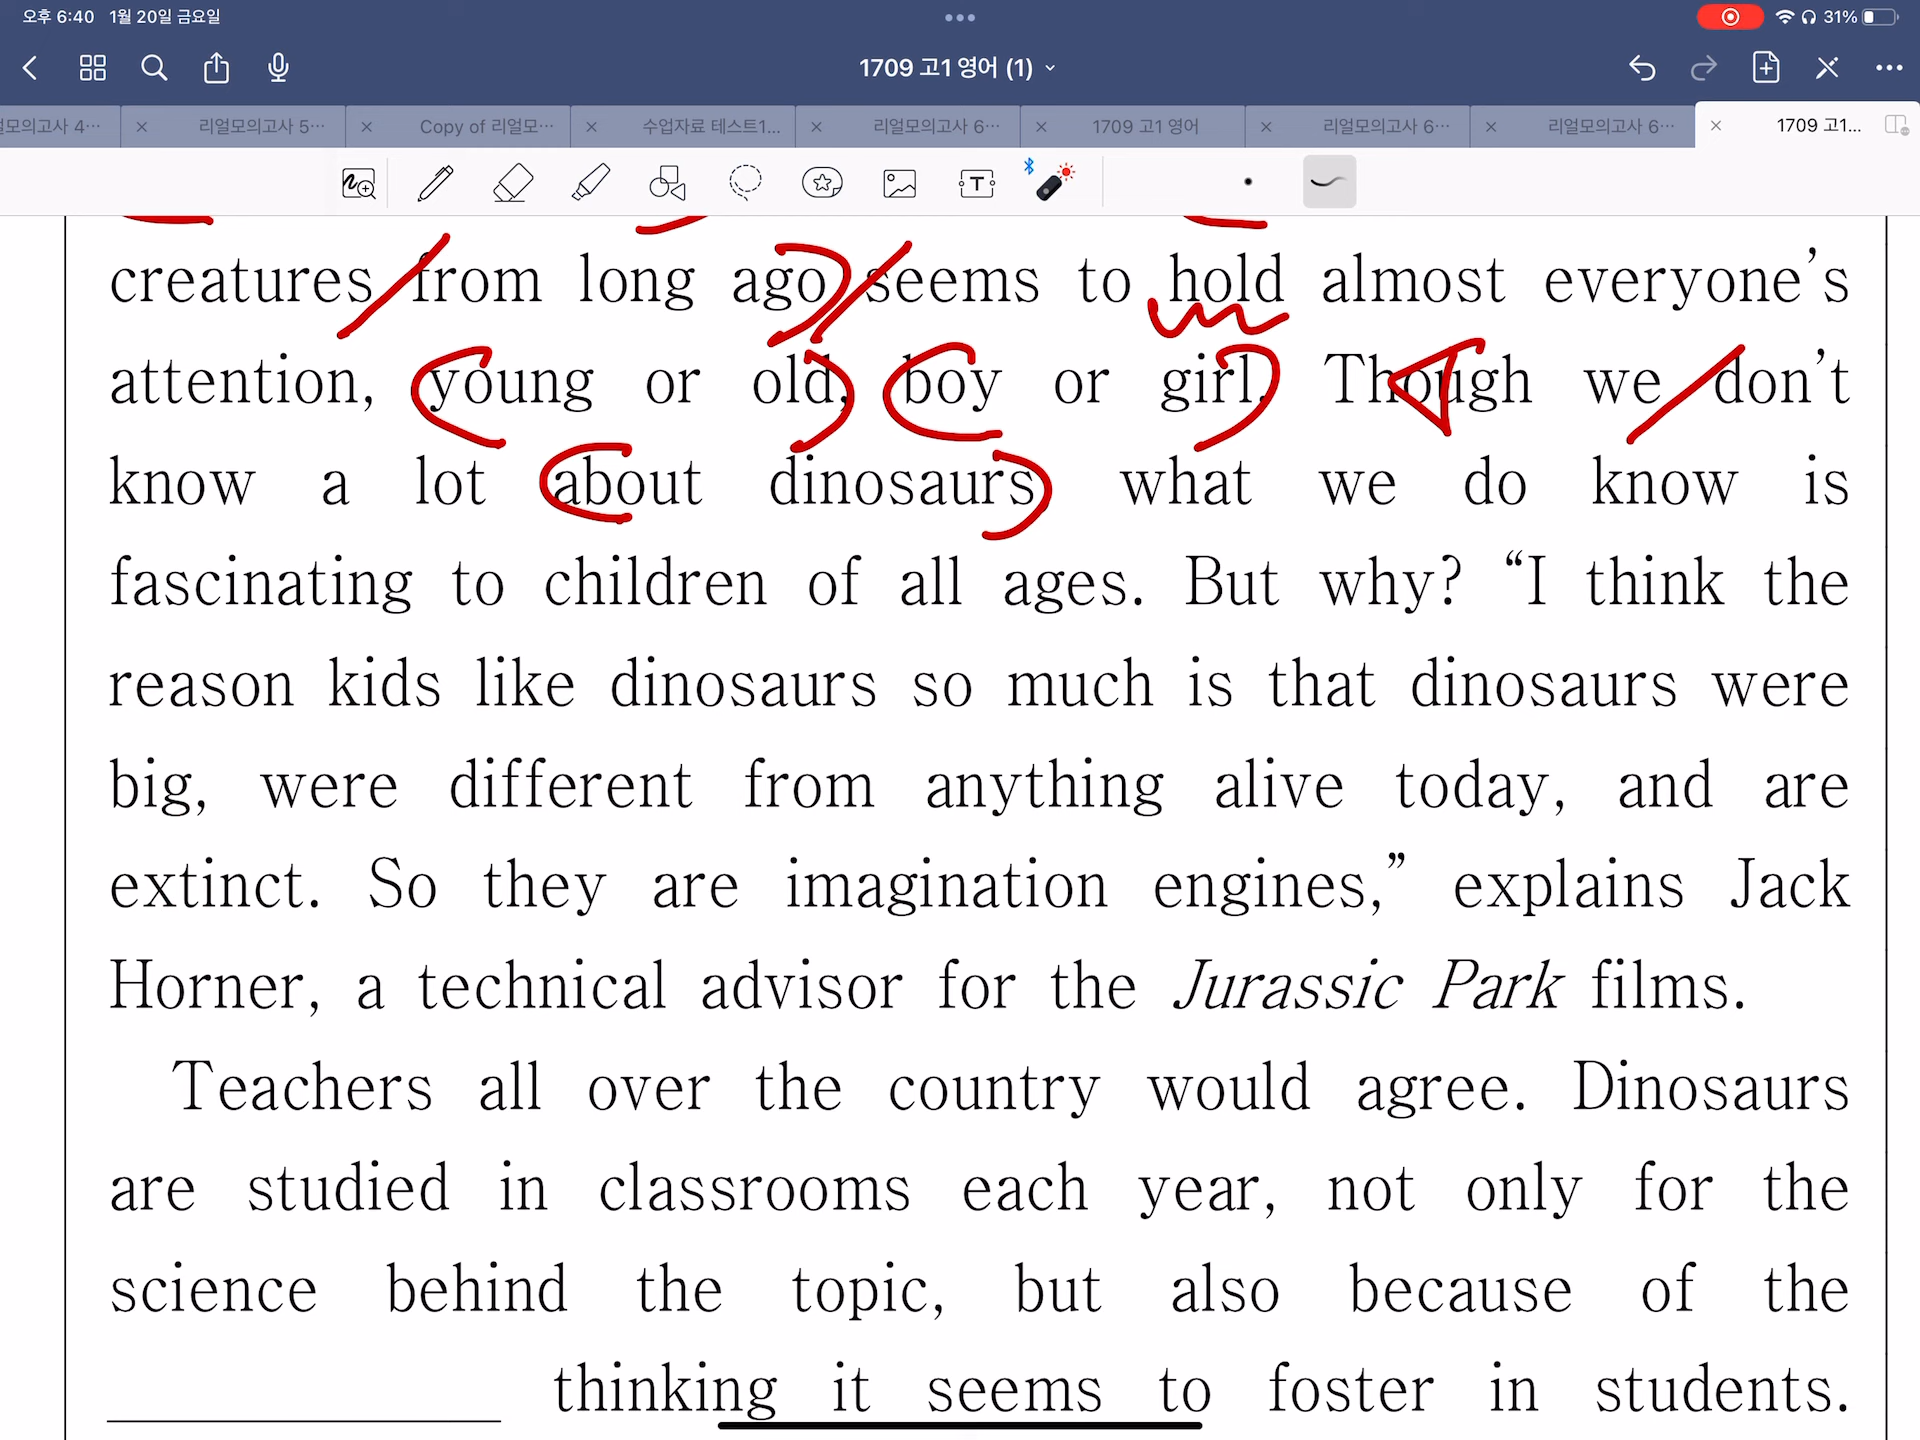 오후 6:40 1월 20일 금요일
31%
1709 고1 영어 (1)
얼모의고사 4…
리얼모의고사 5…
Copy of 리얼모…
수업자료 테스트1…
리얼모의고사 6…
1709 고1 영어
리얼모의고사 6…
리얼모의고사 6…
1709 고1…
creatures from long ago seems to hold almost everyone's
attention, young or old, boy or girl. Though we don't
know a lot about dinosaurs what we do know is
fascinating to children of all ages. But why? “I think the
reason kids like dinosaurs so much is that dinosaurs were
big, were different from anything alive today, and are
extinct. So they are imagination engines,” explains Jack
Horner, a technical advisor for the Jurassic Park films.
Teachers all over the country would agree. Dinosaurs
are studied in classrooms each year, not only for the
science behind the topic, but also because of the
thinking it seems to foster in students.